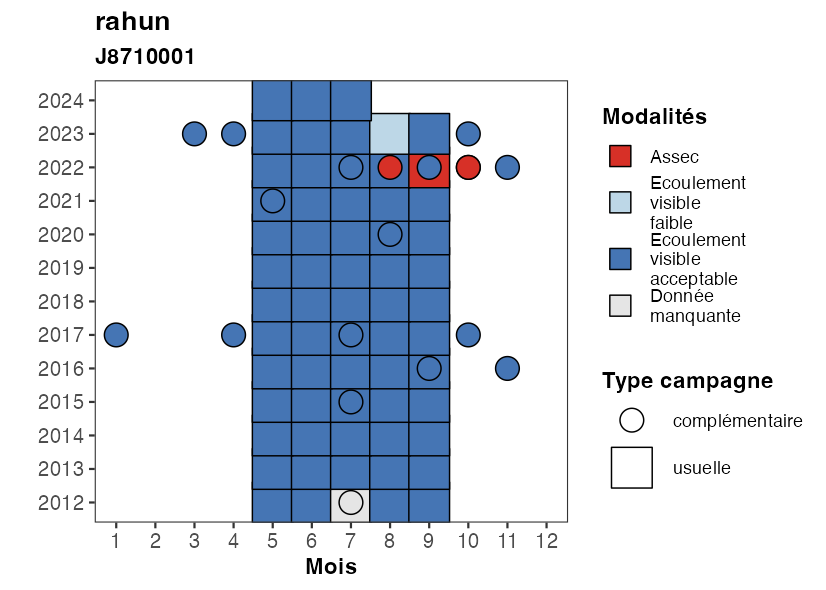 rahun
J8710001
2024
2023
2022
2021
2020
2019
2018
2017
2016
2015
2014
2013
2012
1 2 3 4 5 6 7 8 9 10 11 12
Mois
Modalités
Assec
Ecoulement
visible
faible
Ecoulement
visible
acceptable
Donnée
manquante
Type campagne
complémentaire
usuelle